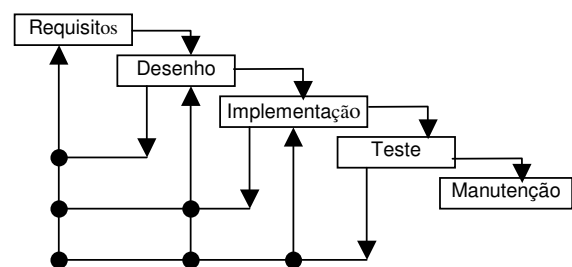 Requisitos
Desenho
Implementação
Teste
Manutenção